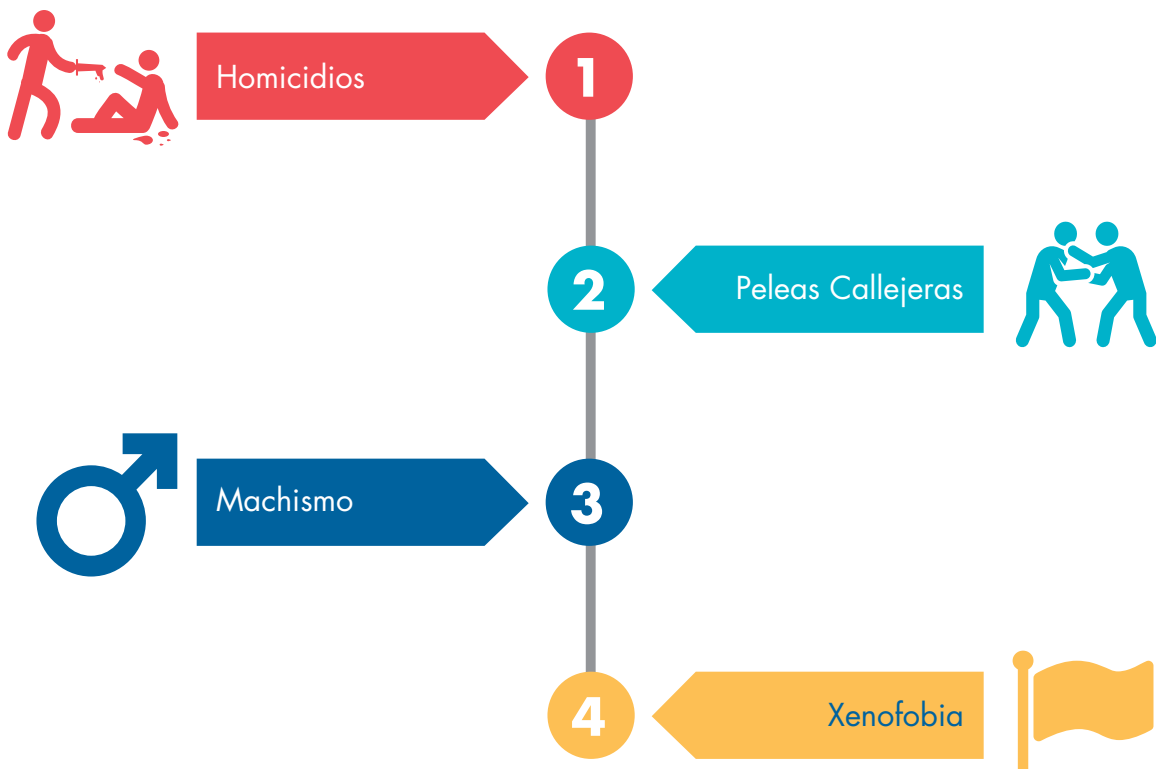 Homicidios
1
2
Peleas Callejeras
Machismo
3
4
Xenofobia